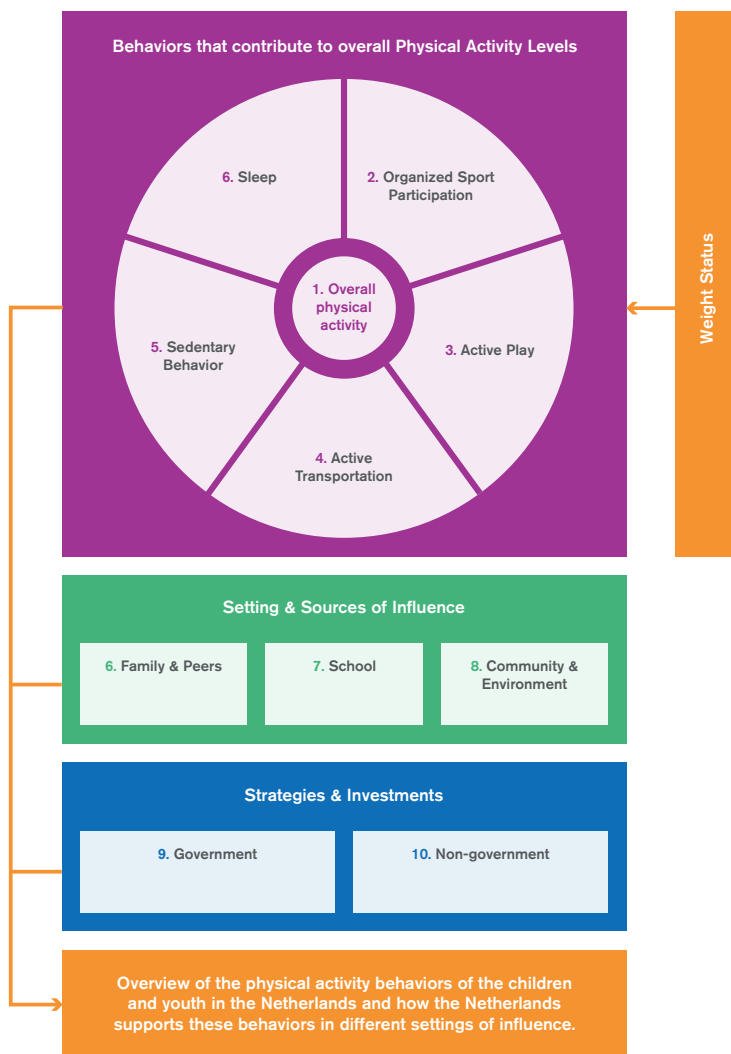 Behaviors that contribute to overall Physical Activity Levels
6. Sleep
2. Organized Sport
Participation
1. Overall
physical
activity
5. Sedentary
Behavior
3. Active Play
4. Active
Transportation
Weight Status
Setting & Sources of Influence
6. Family & Peers
7. School
8. Community &
Environment
Strategies & Investments
9. Government
10. Non-government
Overview of the physical activity behaviors of the children
and youth in the Netherlands and how the Netherlands
supports these behaviors in different settings of influence.